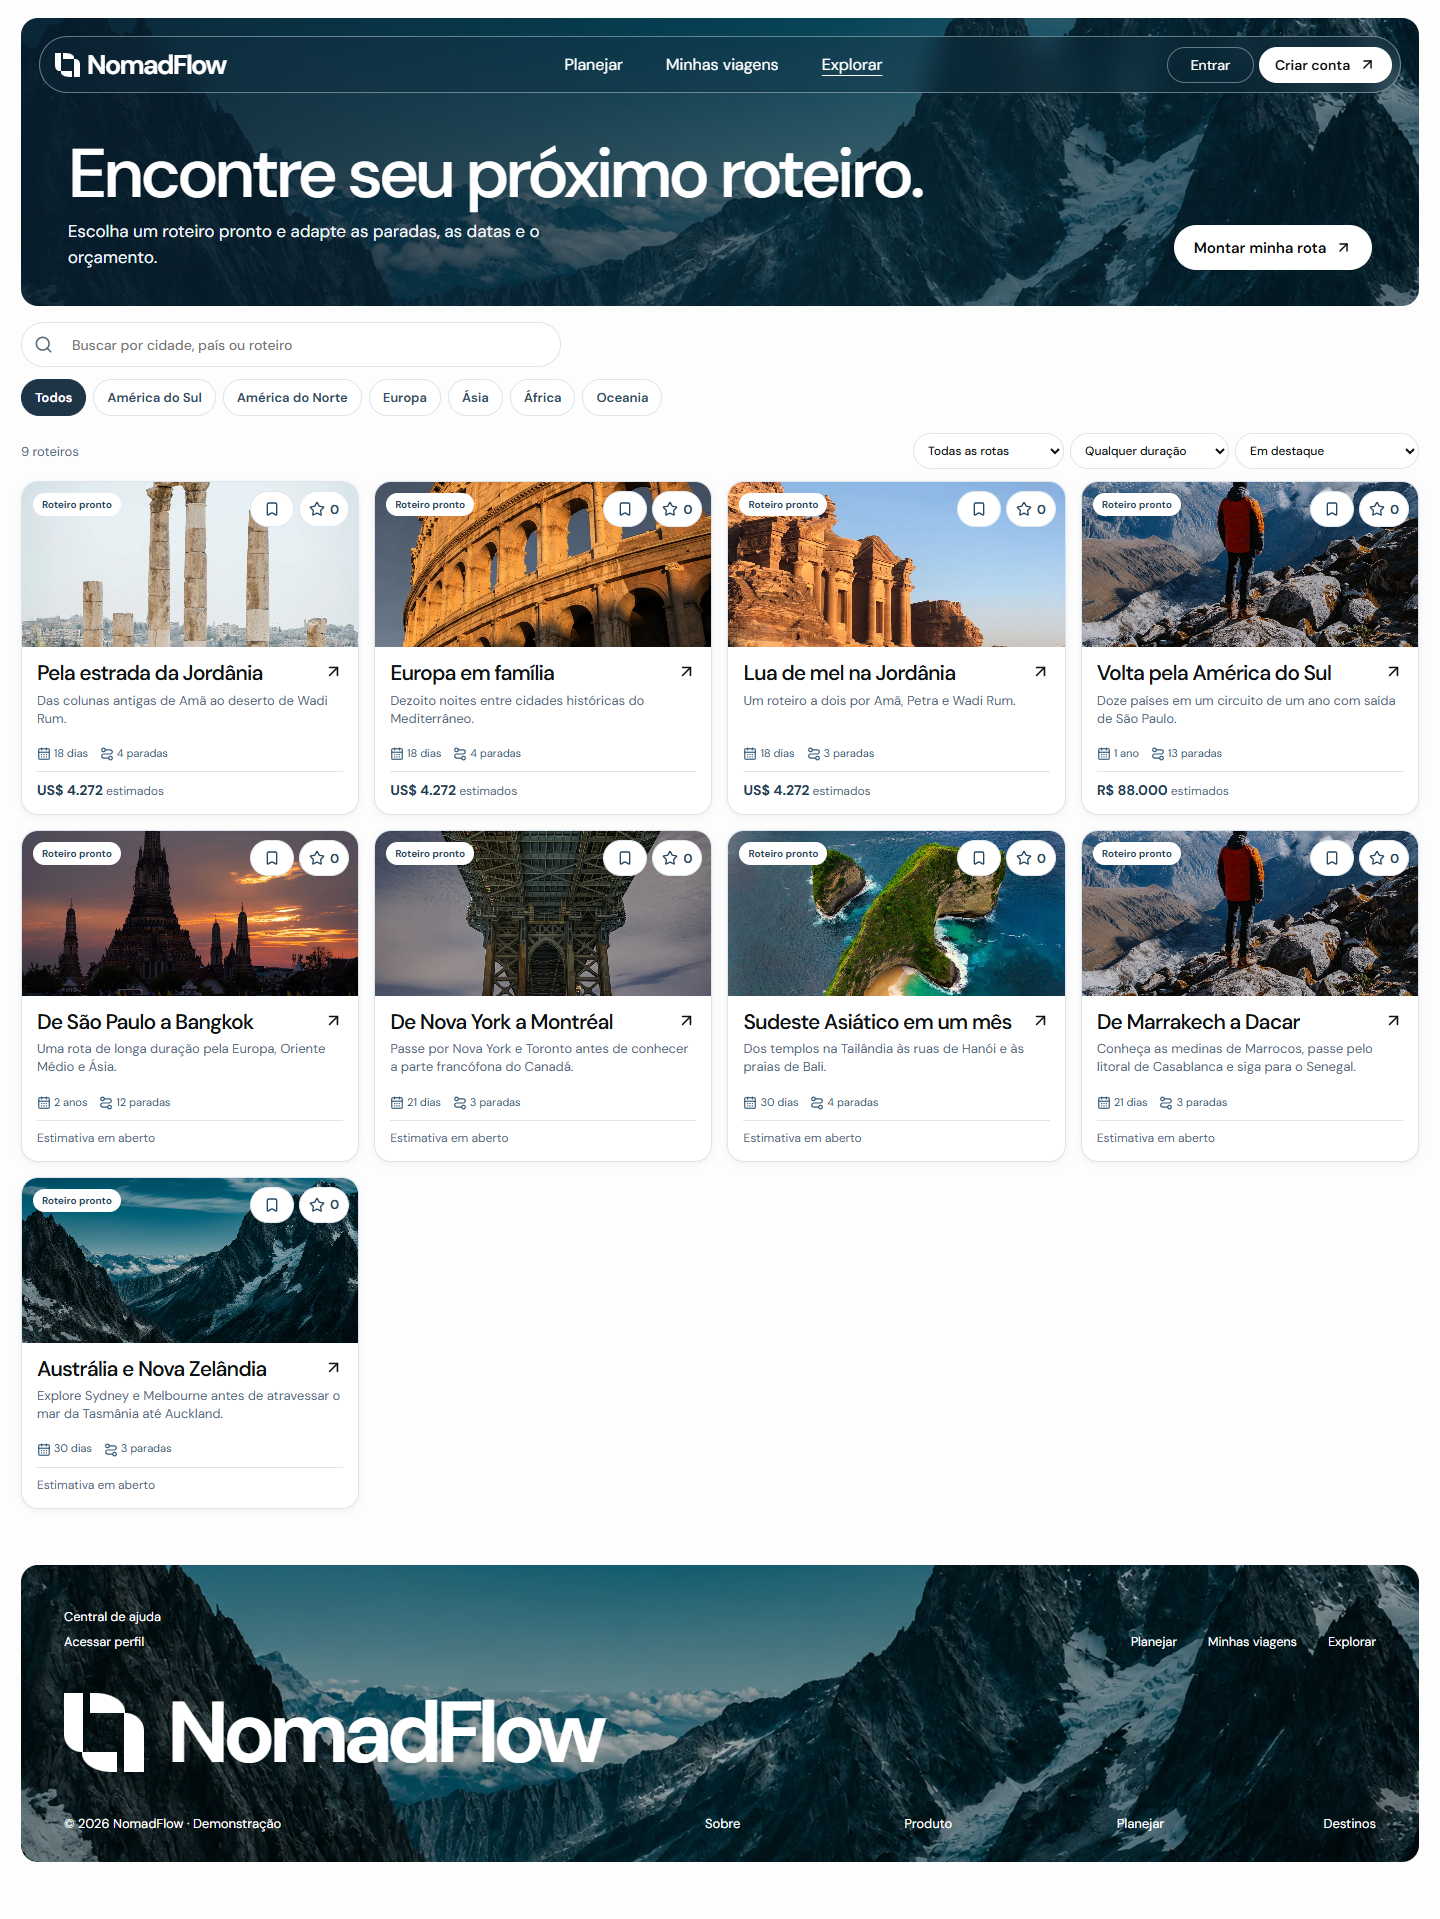 NomadFlow
Planejar
Minhas viagens
Explorar
Entrar
Criar conta
Encontre seu próximo roteiro.
Escolha um roteiro pronto e adapte as paradas, as datas e o
orçamento.
Montar minha rota
Buscar por cidade, país ou roteiro
Todos
América do Sul
América do Norte
Europa
Ásia
África
Oceania
9 roteiros
Todas as rotas
Qualquer duração
Em destaque
Roteiro pronto
0
Pela estrada da Jordânia
Das colunas antigas de Amã ao deserto de Wadi
Rum.
18 dias
4 paradas
US$ 4.272 estimados
Roteiro pronto
0
Europa em família
Dezoito noites entre cidades históricas do
Mediterrâneo.
18 dias
4 paradas
US$ 4.272 estimados
Roteiro pronto
0
Lua de mel na Jordânia
Um roteiro a dois por Amã, Petra e Wadi Rum.
18 dias
3 paradas
US$ 4.272 estimados
Roteiro pronto
0
Volta pela América do Sul
Doze países em um circuito de um ano com saída
de São Paulo.
1 ano
13 paradas
R$ 88.000 estimados
Roteiro pronto
0
De São Paulo a Bangkok
Uma rota de longa duração pela Europa, Oriente
Médio e Ásia.
2 anos
12 paradas
Estimativa em aberto
Roteiro pronto
0
De Nova York a Montréal
Passe por Nova York e Toronto antes de conhecer
a parte francófona do Canadá.
21 dias
3 paradas
Estimativa em aberto
Roteiro pronto
0
Sudeste Asiático em um mês
Dos templos na Tailândia às ruas de Hanói e às
praias de Bali.
30 dias
4 paradas
Estimativa em aberto
Roteiro pronto
0
De Marrakech a Dacar
Conheça as medinas de Marrocos, passe pelo
litoral de Casablanca e siga para o Senegal.
21 dias
3 paradas
Estimativa em aberto
Roteiro pronto
0
Austrália e Nova Zelândia
Explore Sydney e Melbourne antes de atravessar o
mar da Tasmânia até Auckland.
30 dias
3 paradas
Estimativa em aberto
Central de ajuda
Acessar perfil
Planejar
Minhas viagens
Explorar
NomadFlow
© 2026 NomadFlow · Demonstração
Sobre
Produto
Planejar
Destinos